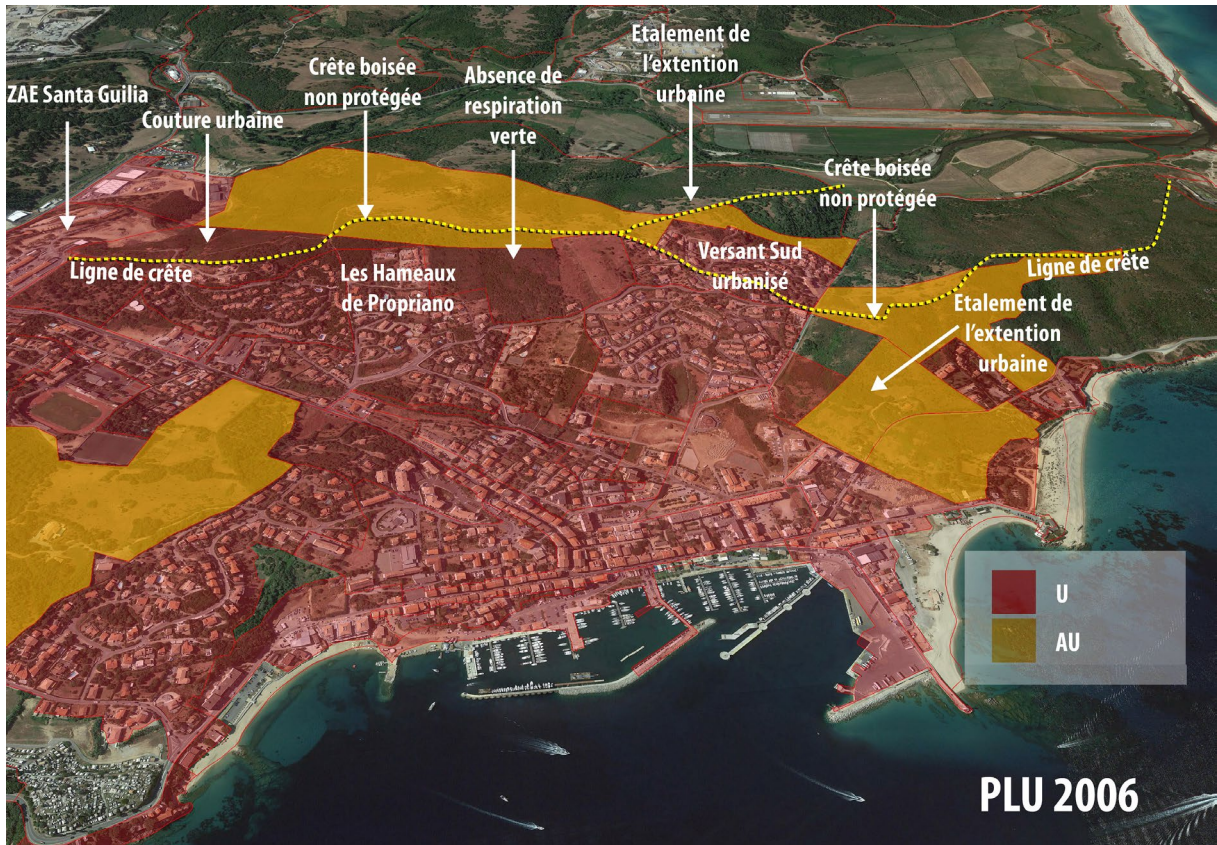 Etalement de
l'extention
urbaine
Crête boisée
non protégée
Absence de
respiration
verte
ZAE Santa Guilia
Couture urbaine
Crête boisée
non protégée
Ligne de crête
Les Hameaux
de Propriano
Versant Sud
urbanisé
Ligne de crête
Etalement de
l'extention
urbaine
U
AU
PLU 2006